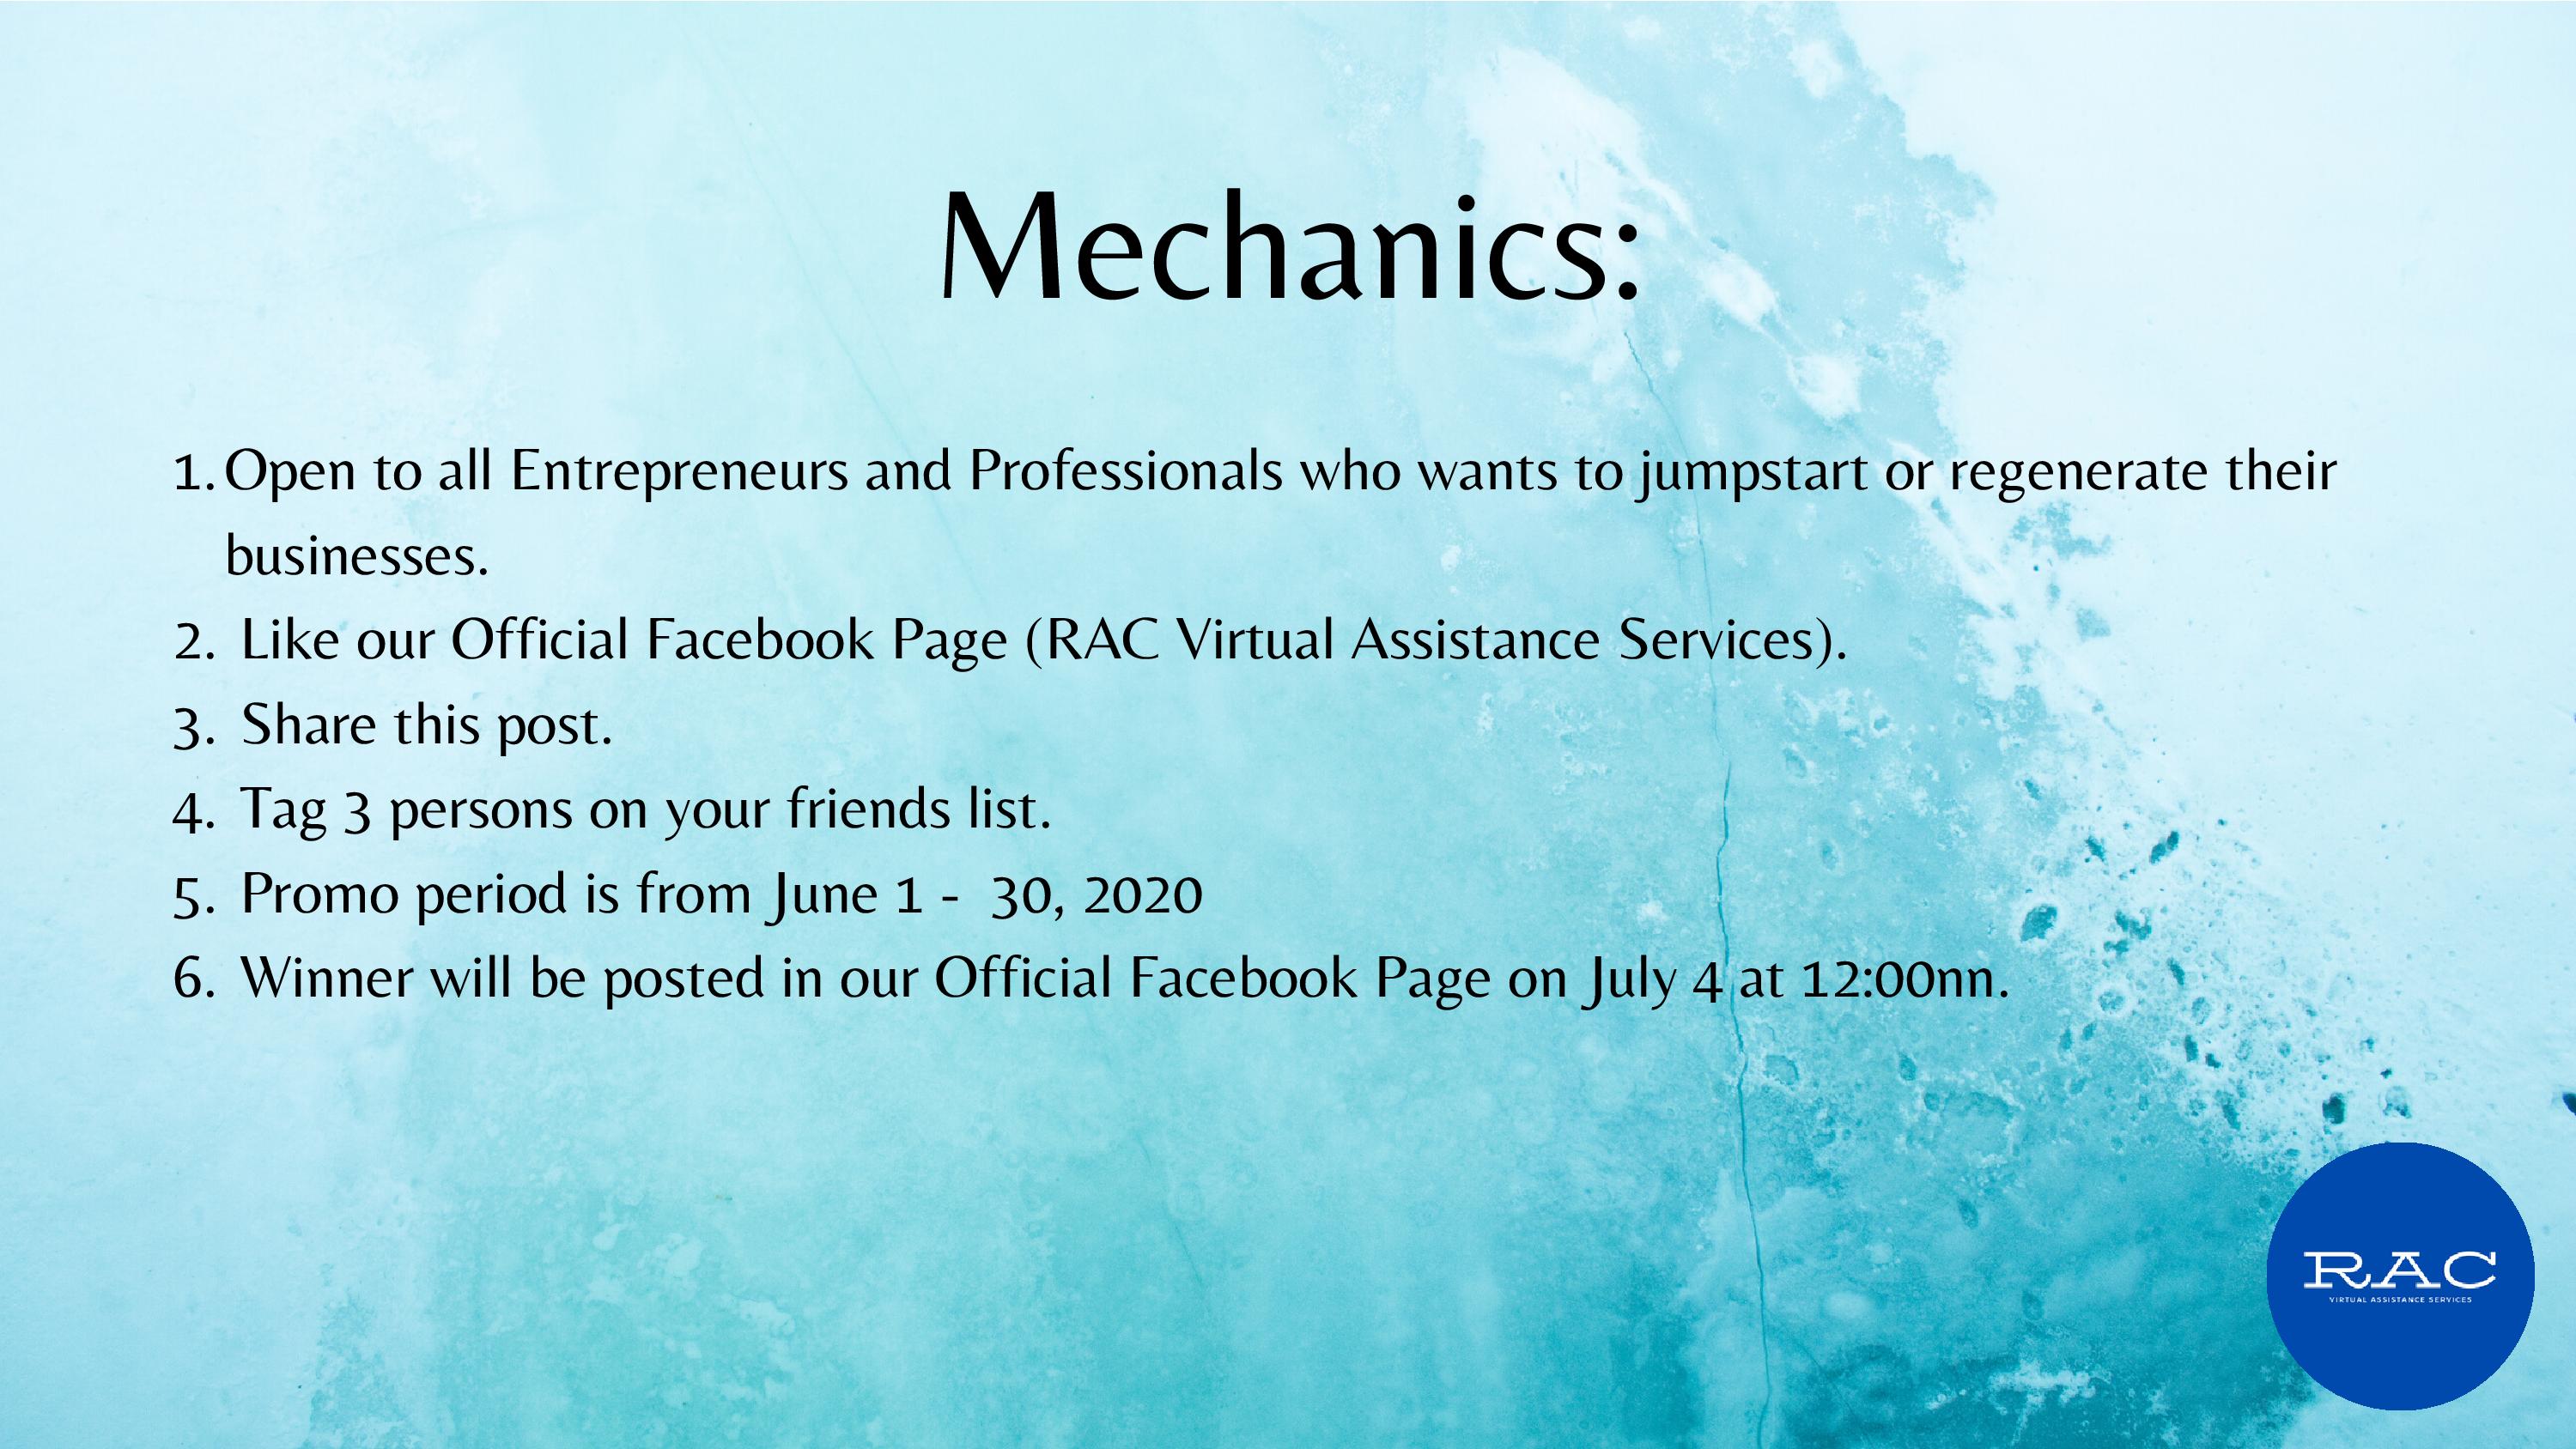 Mechanics:
1. Open to all Entrepreneurs and Professionals who wants to jumpstart or regenerate their
businesses.
2. Like our Official Facebook Page (RAC Virtual Assistance Services).
3. Share this post.
4. Tag 3 persons on your friends list.
5. Promo period is from June 1 - 30, 2020
6. Winner will be posted in our Official Facebook Page on July 4 at 12:00nn.
RAC
VIRTUAL ASSISTANCE SERVICES